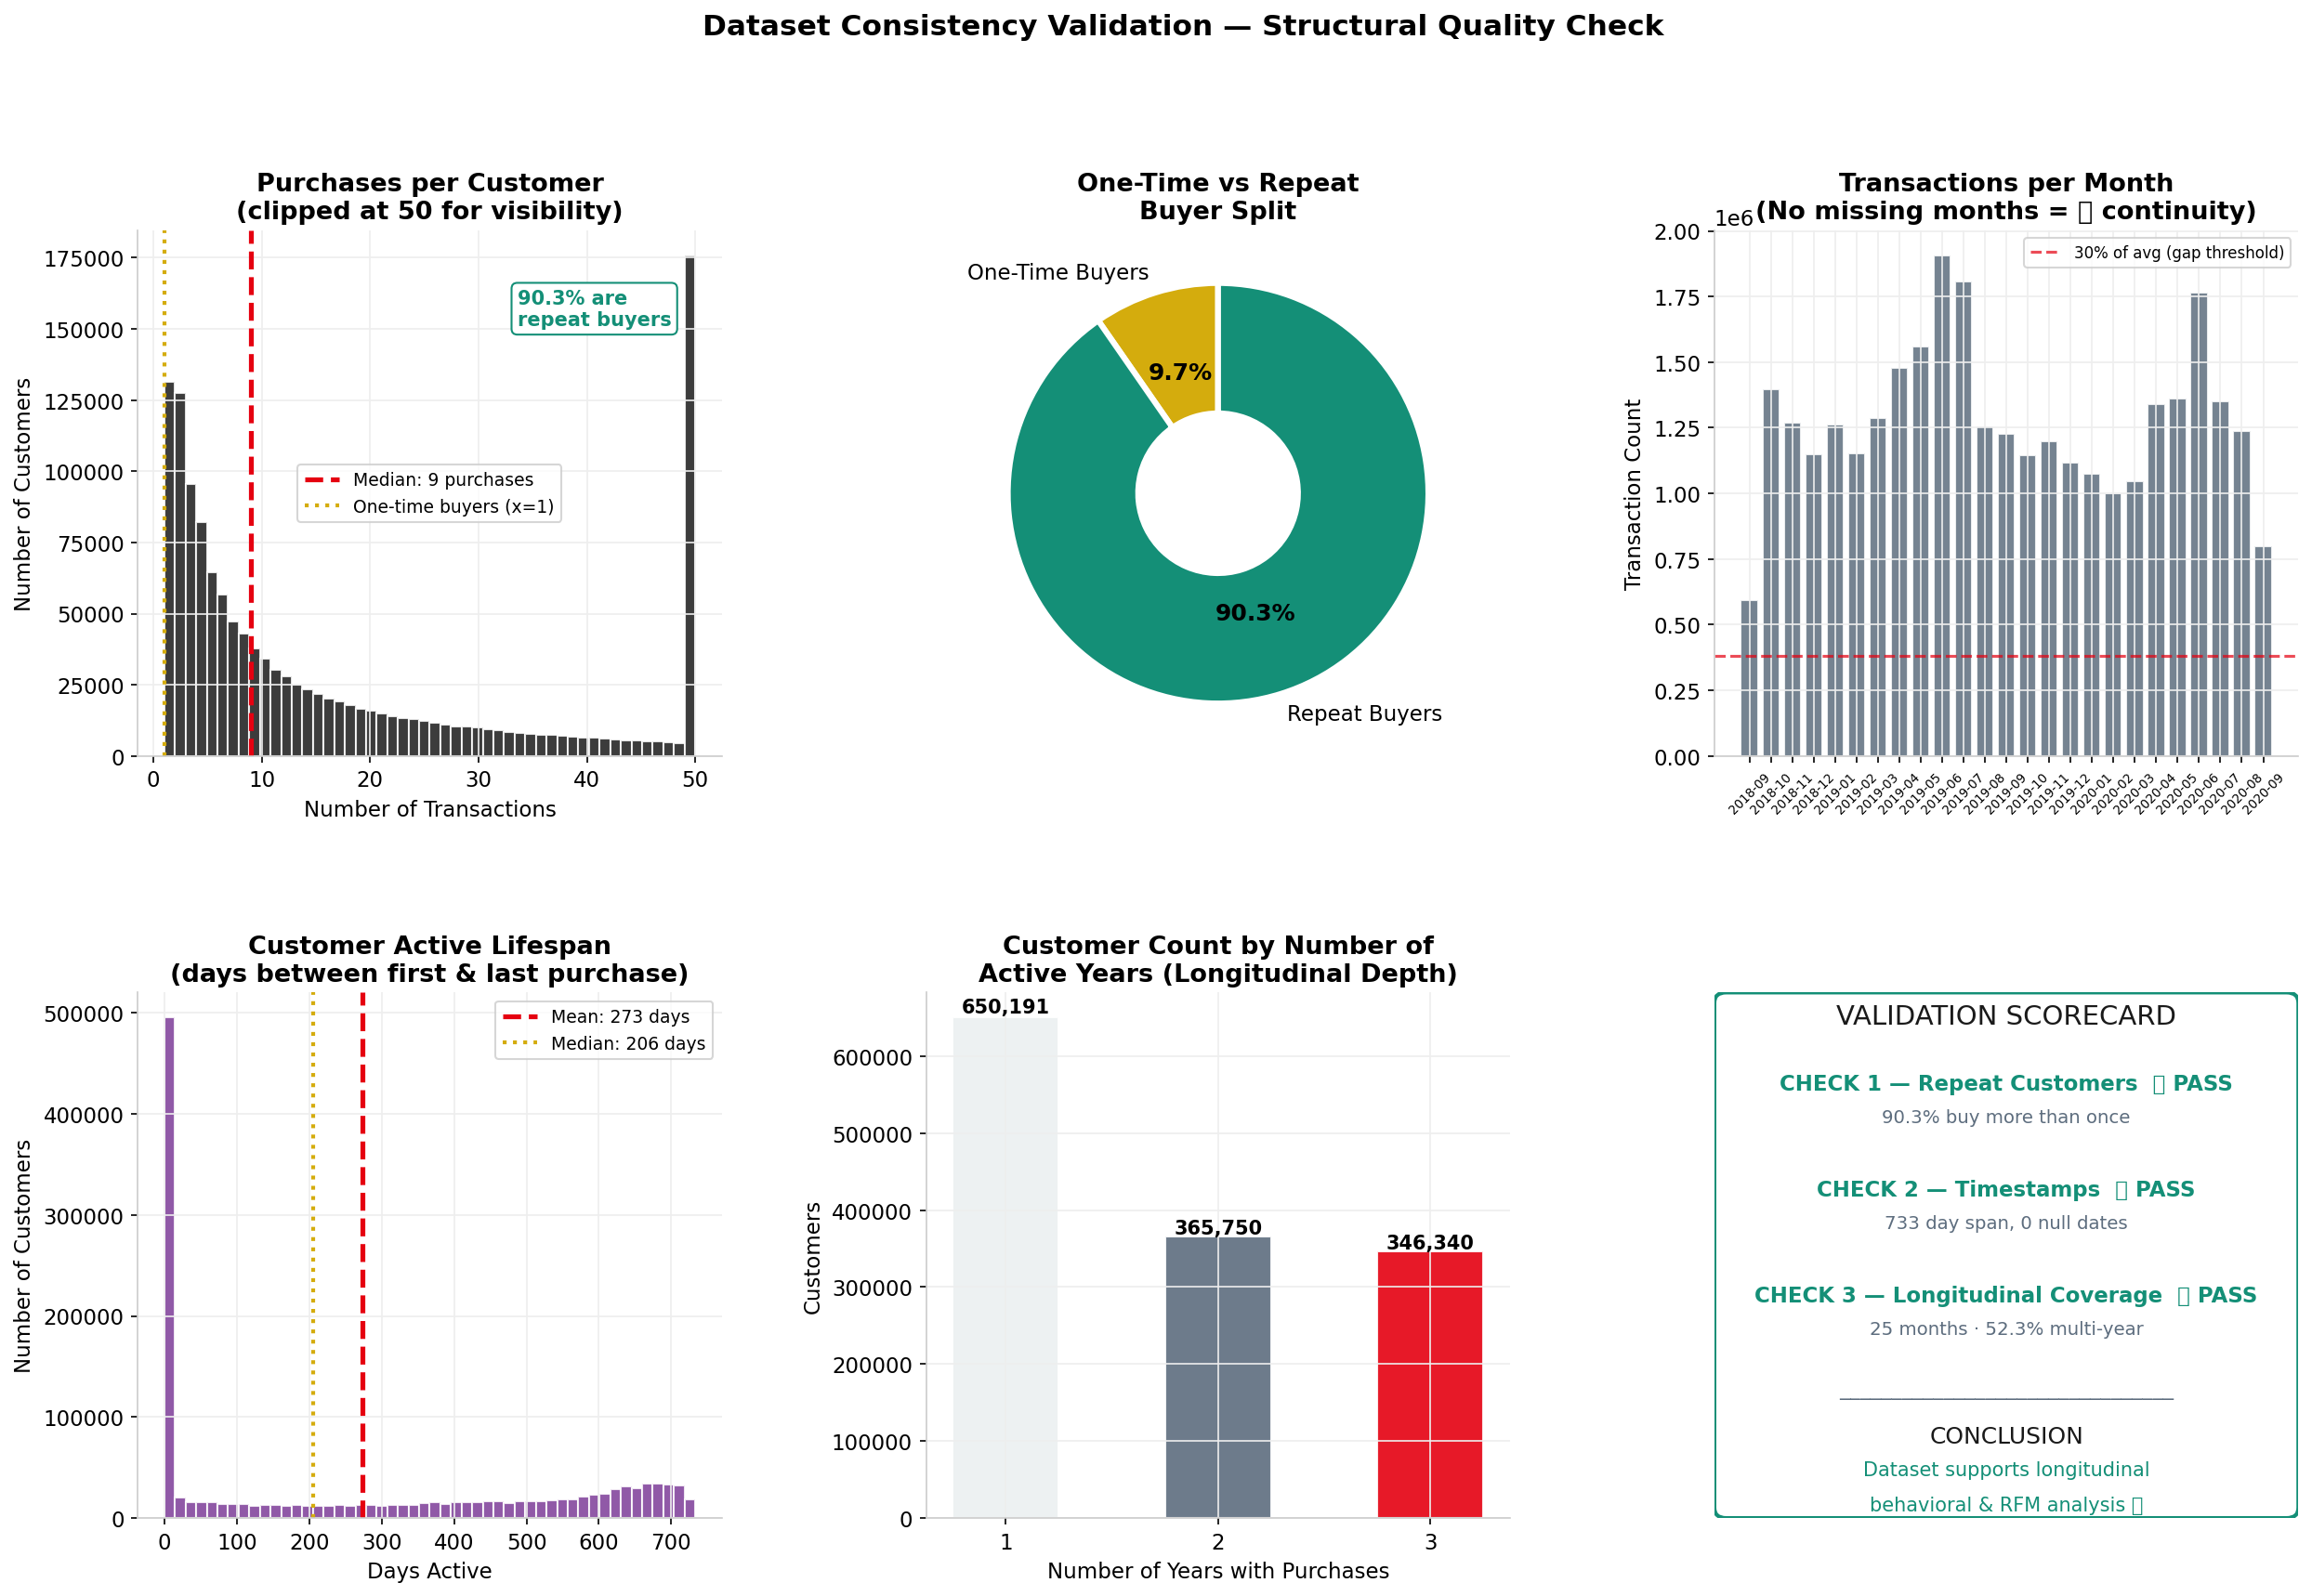 Dataset Consistency Validation — Structural Quality Check
Purchases per Customer
(clipped at 50 for visibility)
Number of Customers
175000
150000
125000
100000
75000
50000
25000
0
90.3% are
repeat buyers
Median: 9 purchases
One-time buyers (x=1)
0 10 20 30 40 50
Number of Transactions
One-Time vs Repeat
Buyer Split
One-Time Buyers
9.7%
90.3%
Repeat Buyers
Transactions per Month
(No missing months = ▯ continuity)
1e6
Transaction Count
2.00
1.75
1.50
1.25
1.00
0.75
0.50
0.25
0.00
30% of avg (gap threshold)
2018-09 2018-10 2018-11 2018-12 2019-01 2019-02 2019-03 2019-04 2019-05 2019-06 2019-07 2019-08 2019-09 2019-10 2019-11 2019-12 2020-01 2020-02 2020-03 2020-04 2020-05 2020-06 2020-07 2020-08 2020-09
Customer Active Lifespan
(days between first & last purchase)
Number of Customers
500000
400000
300000
200000
100000
0
Mean: 273 days
Median: 206 days
0 100 200 300 400 500 600 700
Days Active
Customer Count by Number of
Active Years (Longitudinal Depth)
Customers
600000
500000
400000
300000
200000
100000
0
650,191
365,750
346,340
1 2 3
Number of Years with Purchases
VALIDATION SCORECARD
CHECK 1 — Repeat Customers ▯ PASS
90.3% buy more than once
CHECK 2 — Timestamps ▯ PASS
733 day span, 0 null dates
CHECK 3 — Longitudinal Coverage ▯ PASS
25 months · 52.3% multi-year
CONCLUSION
Dataset supports longitudinal
behavioral & RFM analysis ▯